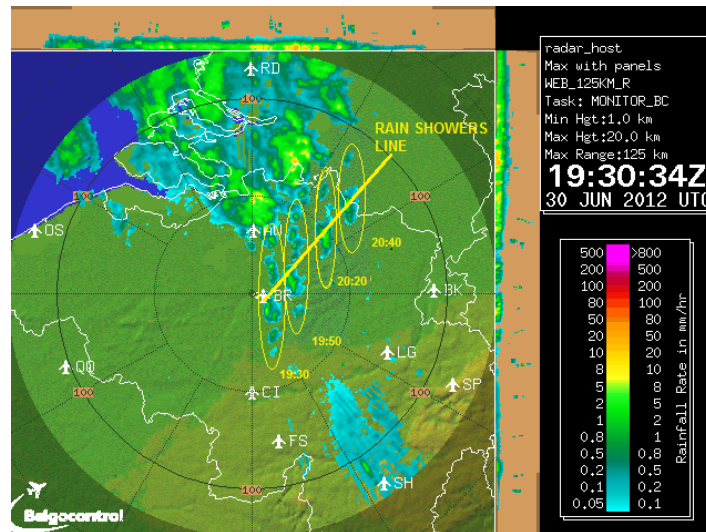 RD
100
RAIN SHOWERS
LINE
100
100
OS
AW
20:40
20:20
BR
BK
19:50
LG
QQ
19:30
SP
100
CI
100
FS
100
SH
Belgocontrol
radar_host
Max with panels
WEB_125KM_R
Task: MONITOR_BC
Min Hgt:1.0 km
Max Hgt:20.0 km
Max Range:125 km
19:30:34Z
30 JUN 2012 UTC
500 >800
200 500
100 200
80 100
50 80
20 50
10 20
8 10
5 8
2 5
1 2
0.8 1
0.5 0.8
0.2 0.5
0.1 0.2
0.05 0.1
Rainfall Rate in mm/hr